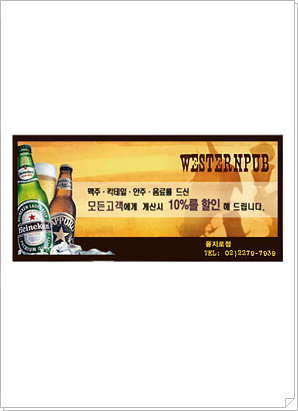 WESTERNPUB
맥주·칵테일·안주·음료를 드신
모든고객에게 계산시 10%를 할인 해 드립니다.
을지로점
TEL: 02)2279-7939
Heineken
SAPPORO